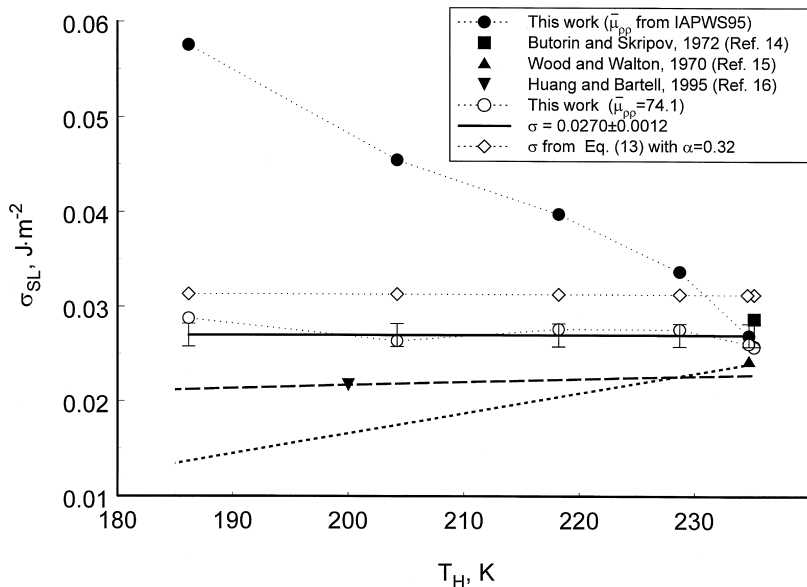 0.06
0.05
0.04
0.03
0.02
0.01
σSL, J·m-2
180
190
200
210
220
230
TH, K
This work (μ̄ρρ from IAPWS95)
Butorin and Skripov, 1972 (Ref. 14)
Wood and Walton, 1970 (Ref. 15)
Huang and Bartell, 1995 (Ref. 16)
This work (μ̄ρρ=74.1)
σ = 0.0270±0.0012
σ from Eq. (13) with α=0.32